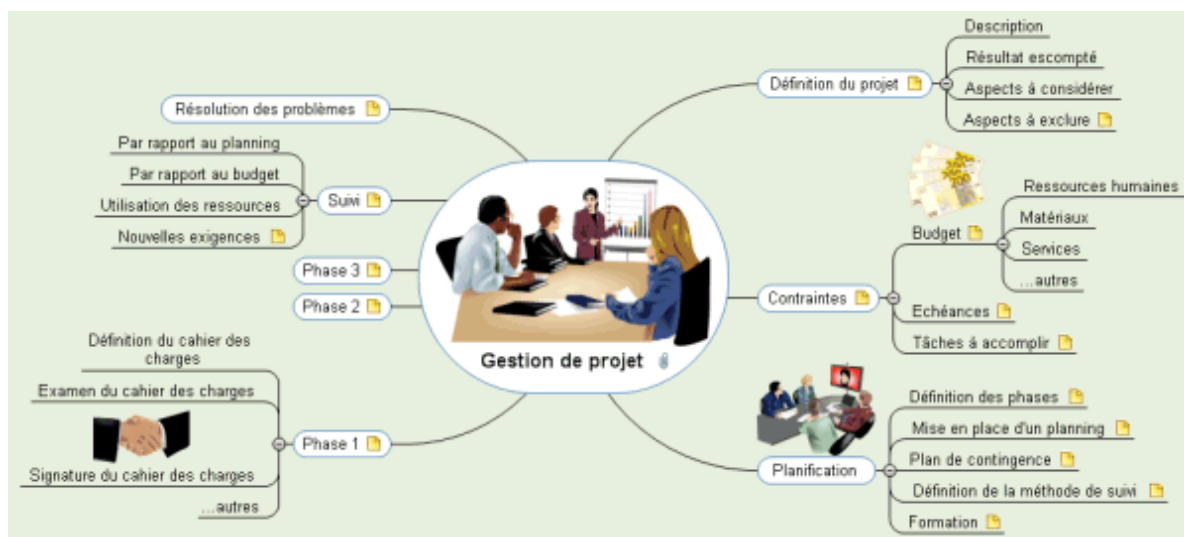 Gestion de projet
Définition du projet
Description
Résultat escompté
Aspects à considérer
Aspects à exclure
Contraintes
Budget
Ressources humaines
Matériaux
Services
...autres
Echéances
Tâches à accomplir
Planification
Définition des phases
Mise en place d'un planning
Plan de contingence
Définition de la méthode de suivi
Formation
Phase 1
Définition du cahier des
charges
Examen du cahier des charges
Signature du cahier des charges
...autres
Phase 2
Phase 3
Suivi
Par rapport au planning
Par rapport au budget
Utilisation des ressources
Nouvelles exigences
Résolution des problèmes